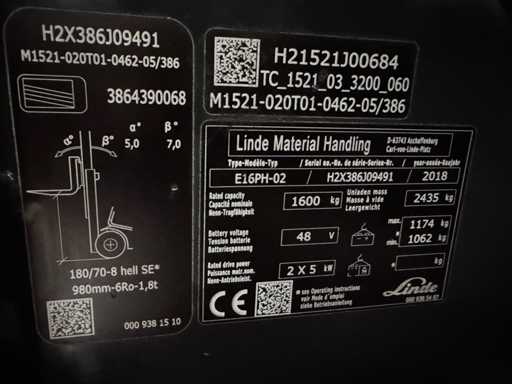 H2X386J09491
M1521-020T01-0462-05/386
3864390068
α° β°
5,0 7,0
α° β°
180/70-8 hell SE*
980mm-6Ro-1,8t
000 938 15 10
H21521J00684
TC_1521_03_3200_060
M1521-020T01-0462-05/386
Linde Material Handling
D-63743 Aschaffenburg
Carl-von-Linde-Platz
Type-Modèle-Typ / Serial no.-No. de série-Serien-Nr. / year-année-Baujahr
E16PH-02 / H2X386J09491 / 2018
Rated capacity
Capacité nominale
Nenn-Tragfähigkeit
1600 kg
Unladen mass
Masse à vide
Leergewicht
2435 kg
Battery voltage
Tension batterie
Batteriespannung
48 V
max. 1174 kg
min. 1062 kg
Rated drive power
Puissance motr. nom.
Nenn-Antriebsleist.
2 X 5 kW
* kg
CE
* see Operating instructions
voir Mode d'emploi
siehe Betriebsanleitung
Linde